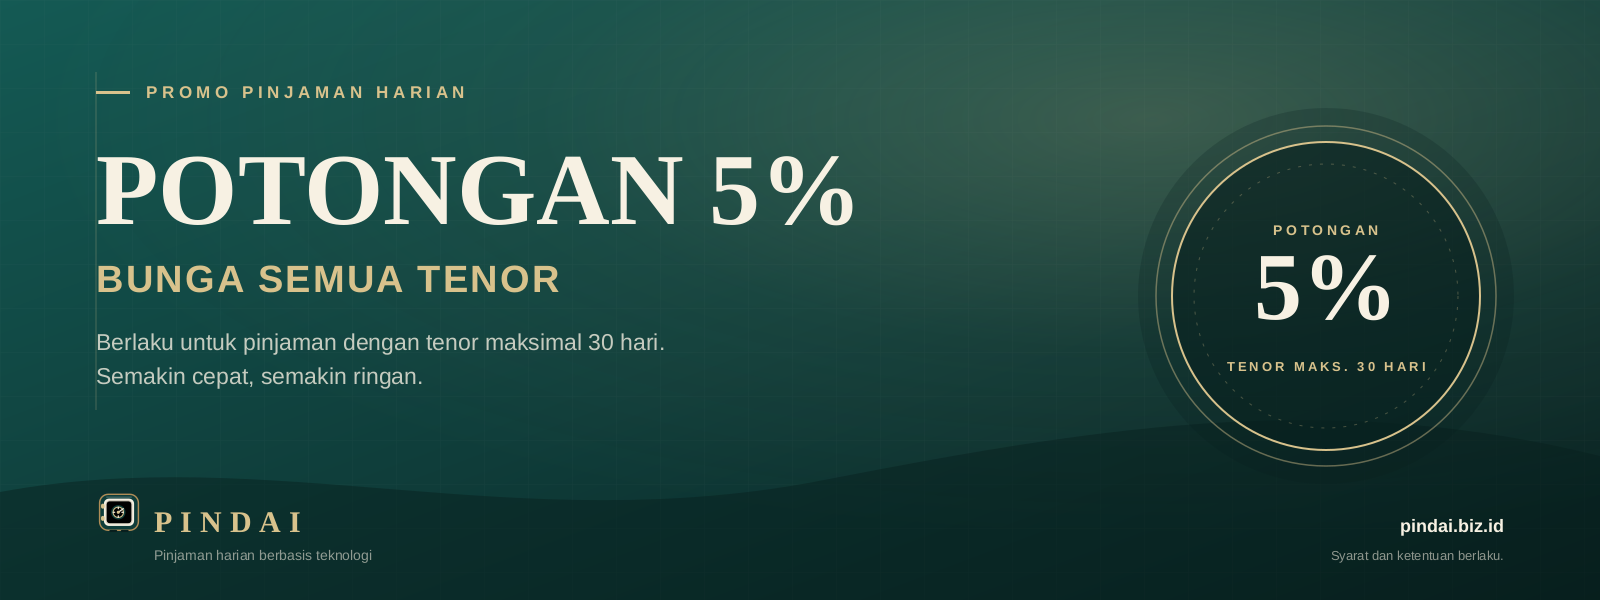 PROMO PINJAMAN HARIAN
POTONGAN 5%
BUNGA SEMUA TENOR
Berlaku untuk pinjaman dengan tenor maksimal 30 hari.
Semakin cepat, semakin ringan.
POTONGAN
5%
TENOR MAKS. 30 HARI
PINDAI
Pinjaman harian berbasis teknologi
pindai.biz.id
Syarat dan ketentuan berlaku.